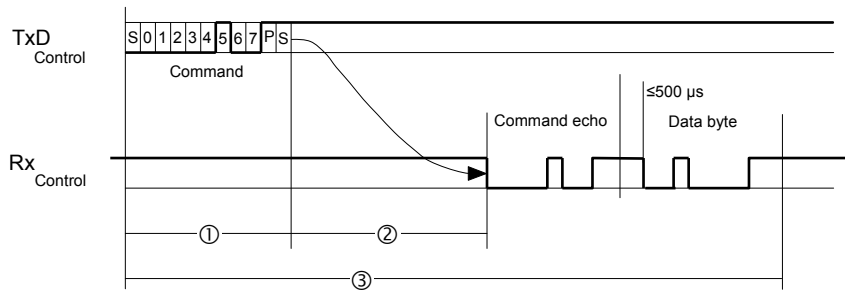 TxD Control
S 0 1 2 3 4 5 6 7 P S
Command
≤500 µs
Command echo
Data byte
Rx Control
① ②
③